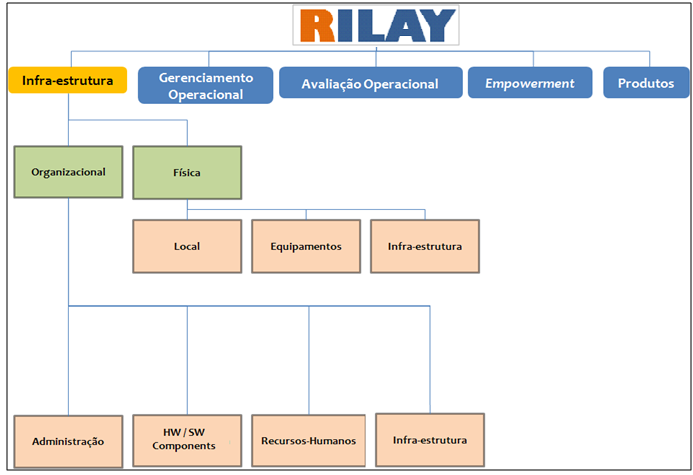 RILAY
Infra-estrutura
Gerenciamento
Operacional
Avaliação Operacional
Empowerment
Produtos
Organizacional
Física
Local
Equipamentos
Infra-estrutura
Administração
HW / SW
Components
Recursos-Humanos
Infra-estrutura